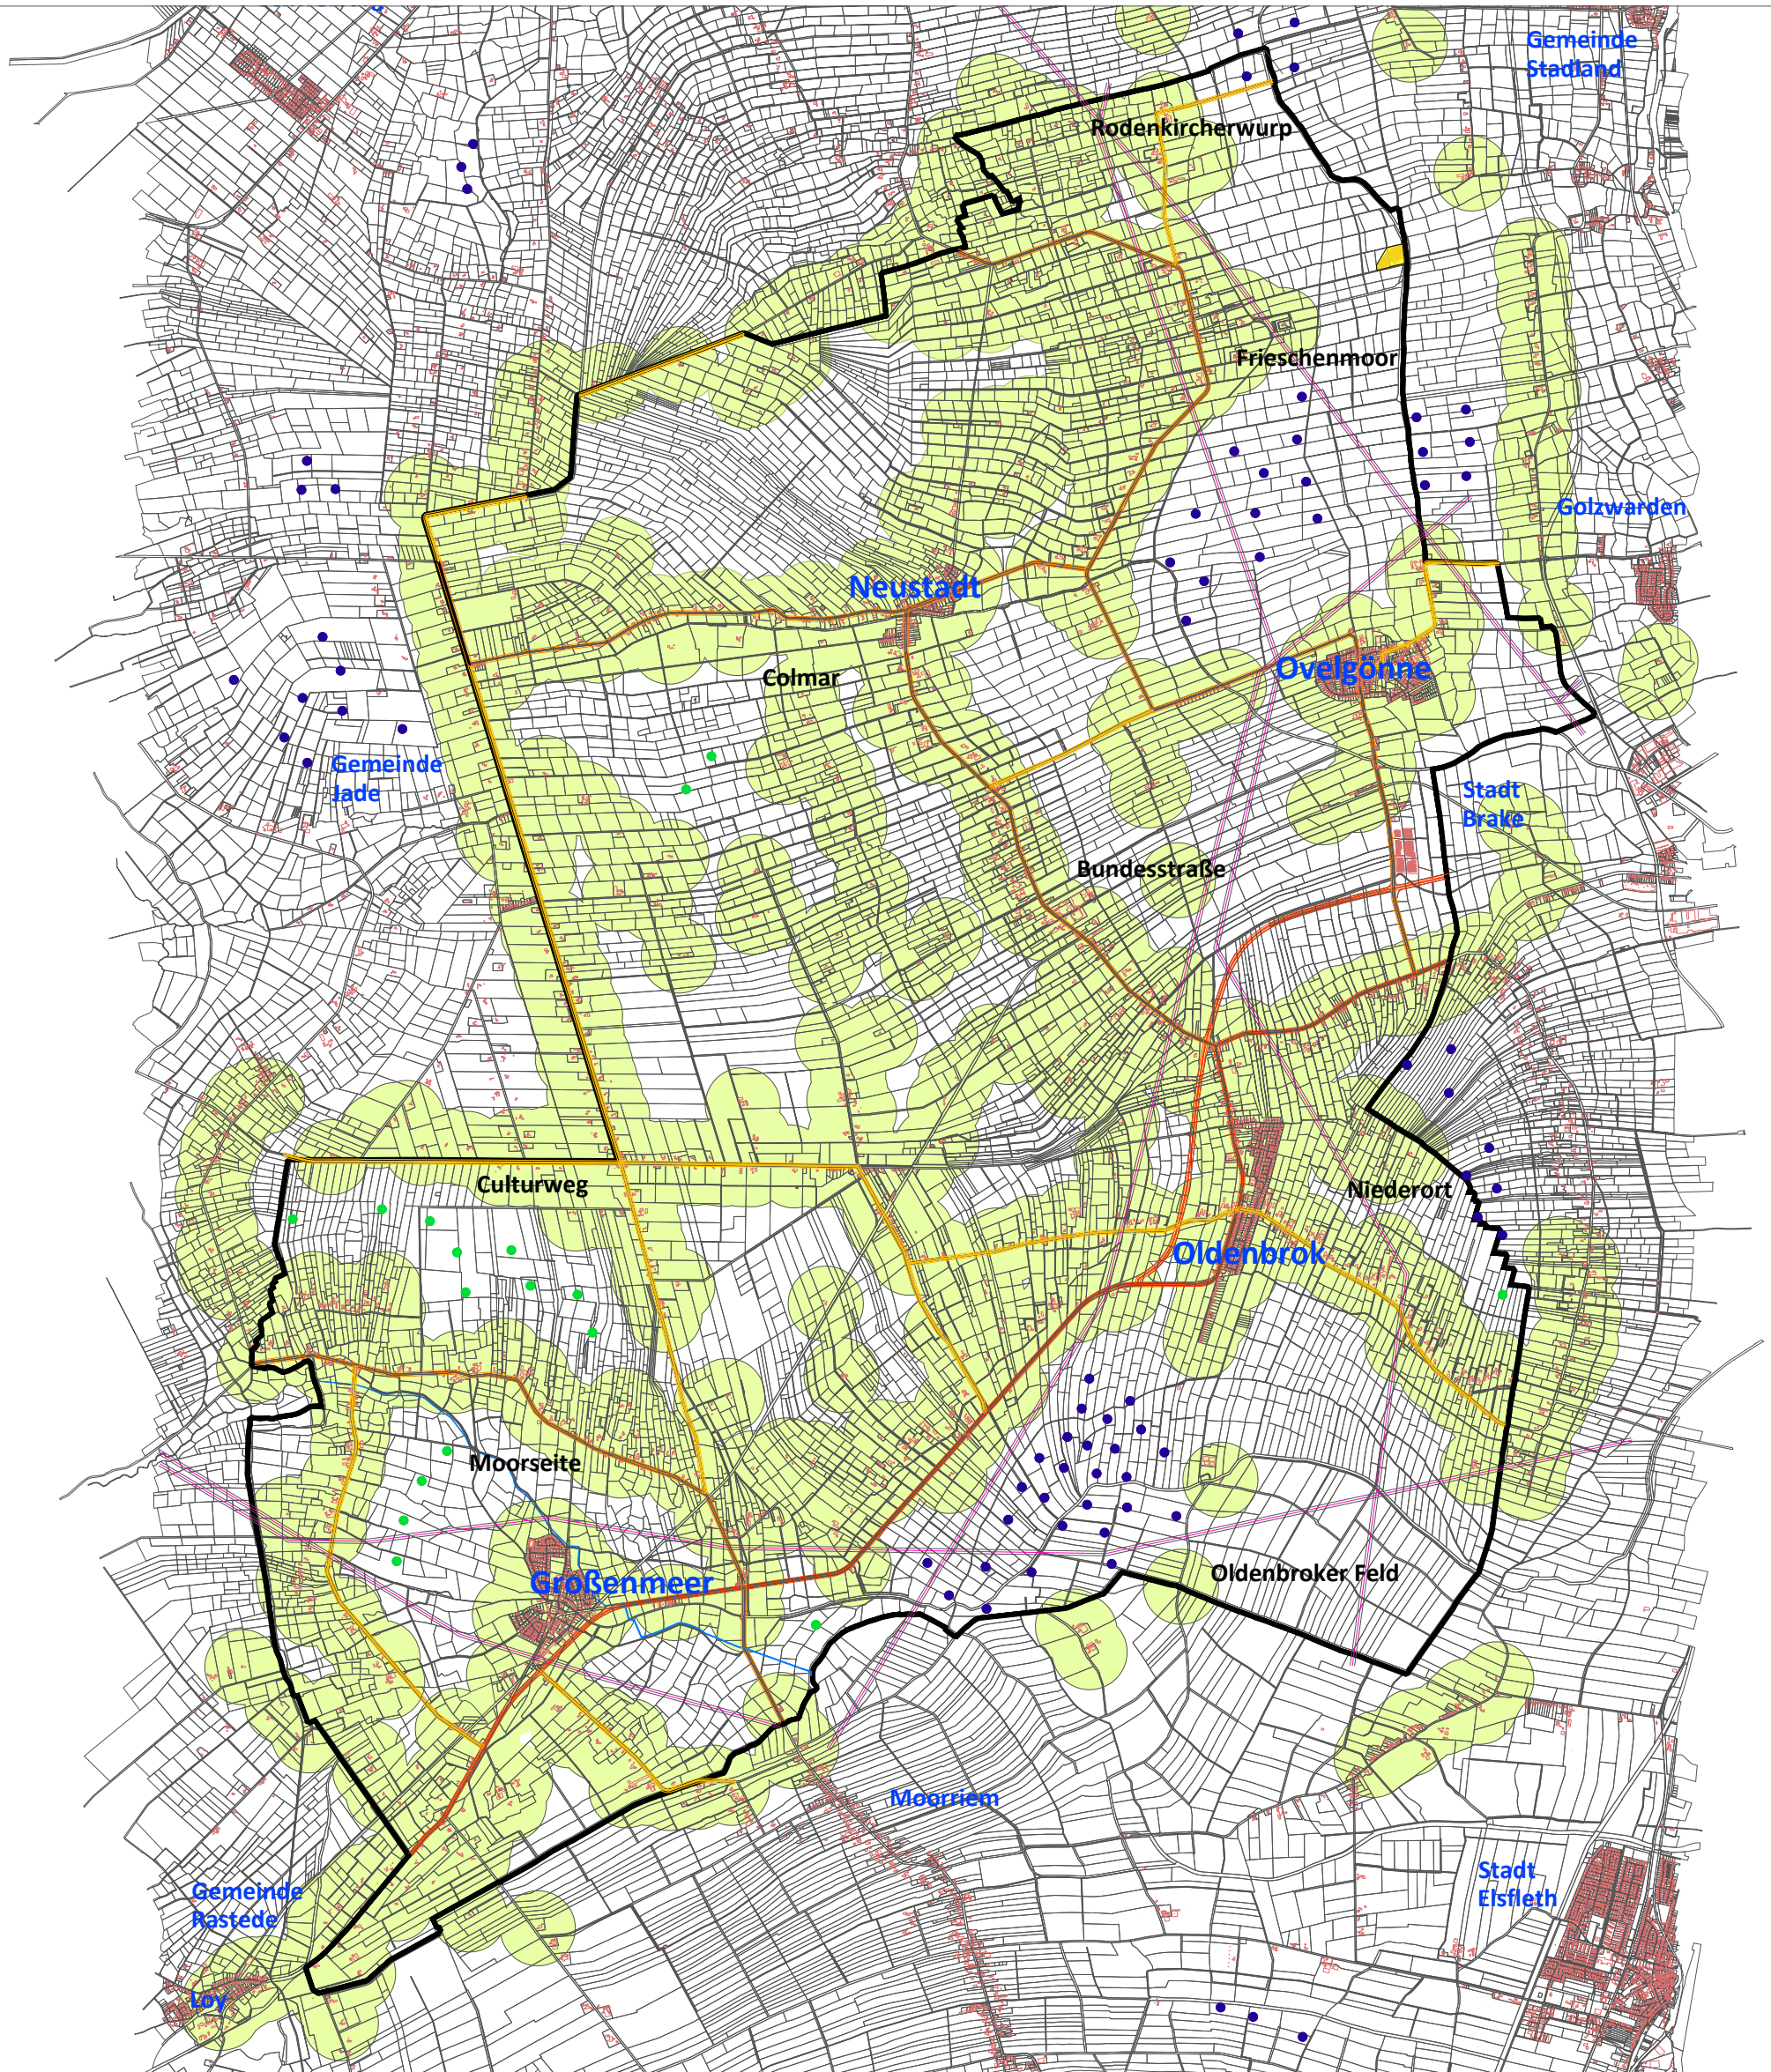 Gemeinde
Stadland
Rodenkircherwurp
Frieschenmoor
Golzwarden
Neustadt
Ovelgönne
Colmar
Gemeinde
Jade
Stadt
Brake
Bundesstraße
Culturweg
Niederort
Oldenbrok
Moorseite
Großenmeer
Oldenbroker Feld
Moorriem
Stadt
Elsfleth
Gemeinde
Rastede
Loy